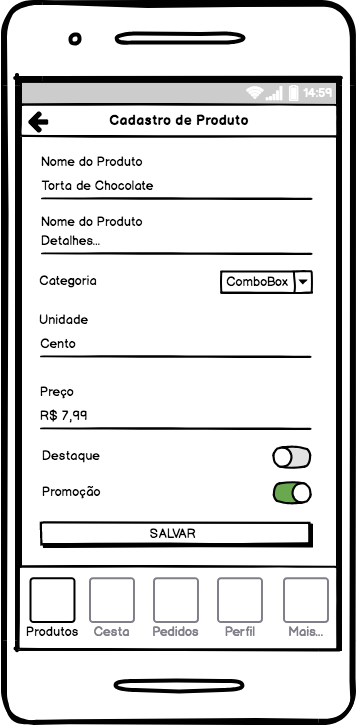 14:59
Cadastro de Produto
Nome do Produto
Torta de Chocolate
Nome do Produto
Detalhes...
Categoria ComboBox
Unidade
Cento
Preço
R$ 7,99
Destaque
Promoção
SALVAR
Produtos Cesta Pedidos Perfil Mais...